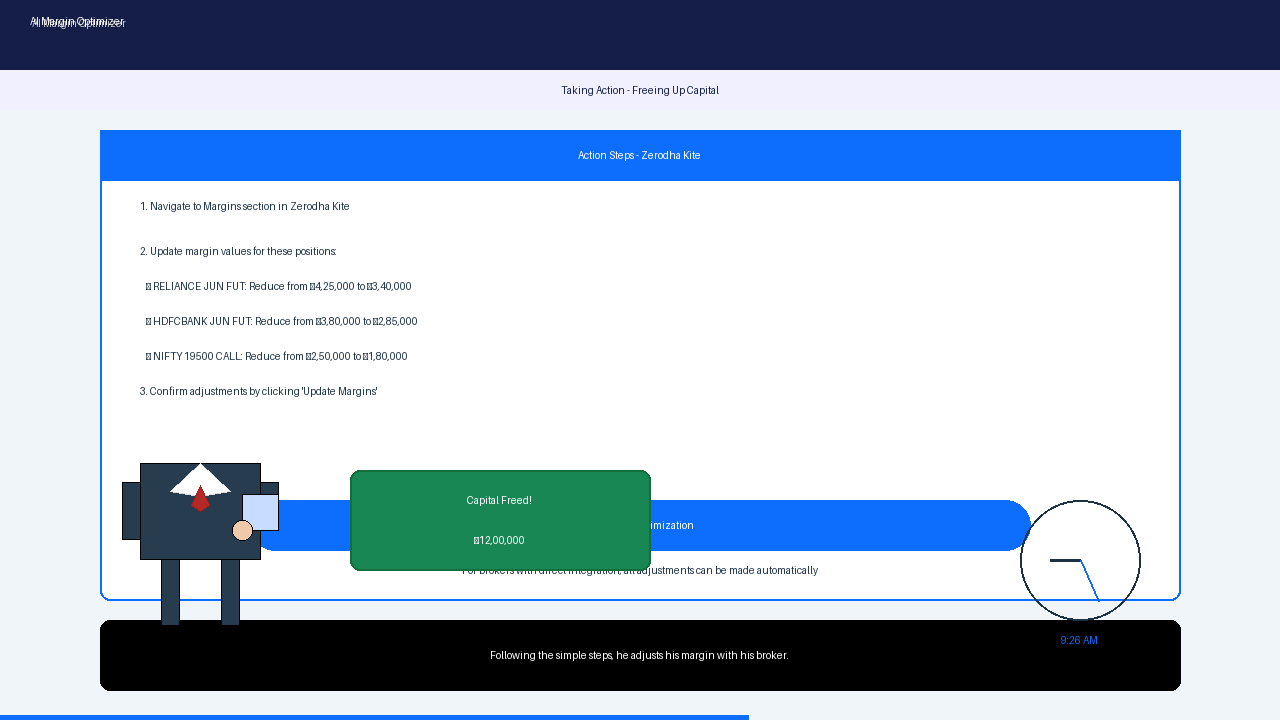 AI Margin Optimizer
AI Margin Optimizer
Taking Action - Freeing Up Capital
Action Steps - Zerodha Kite
1. Navigate to Margins section in Zerodha Kite
2. Update margin values for these positions:
RELIANCE JUN FUT: Reduce from 4,25,000 to 3,40,000
HDFCBANK JUN FUT: Reduce from 3,80,000 to 2,85,000
NIFTY 19500 CALL: Reduce from 2,50,000 to 1,80,000
3. Confirm adjustments by clicking 'Update Margins'
Capital Freed!
12,00,000
imization
For brokers with direct integration, all adjustments can be made automatically
9:26 AM
Following the simple steps, he adjusts his margin with his broker.